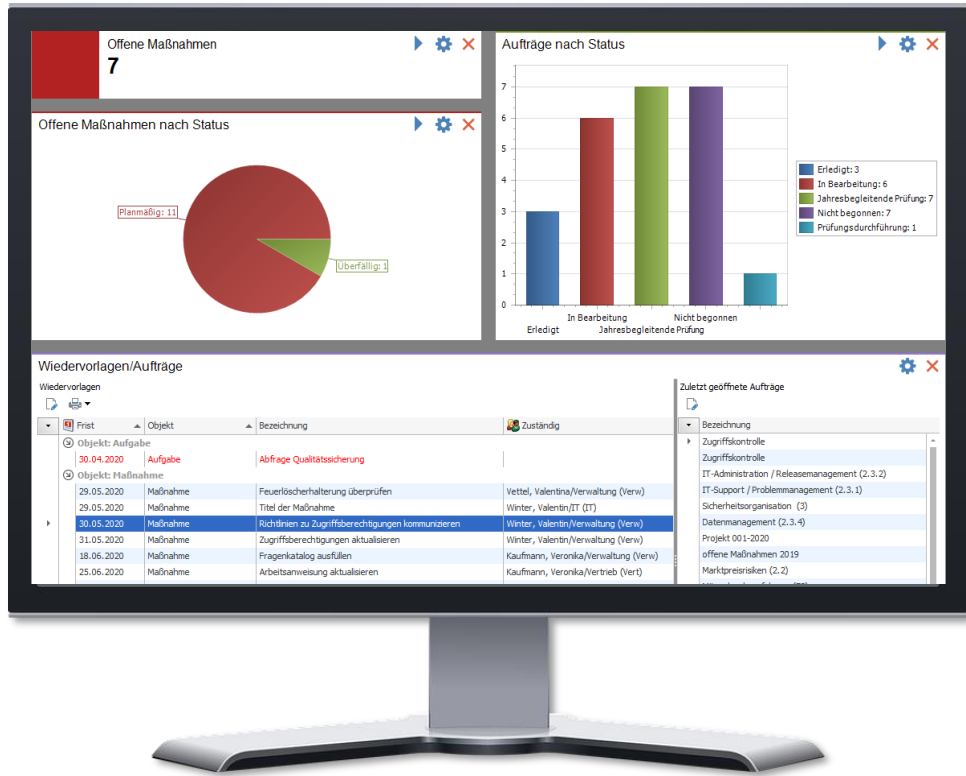 Offene Maßnahmen
7
Offene Maßnahmen nach Status
Planmäßig: 11
Überfällig: 1
Aufträge nach Status
7
6
5
4
3
2
1
0
In Bearbeitung Nicht begonnen
Erledigt Jahresbegleitende Prüfung
Erledigt: 3
In Bearbeitung: 6
Jahresbegleitende Prüfung: 7
Nicht begonnen: 7
Prüfungsdurchführung: 1
Wiedervorlagen/Aufträge
Wiedervorlagen
Frist Objekt Bezeichnung Zuständig
Objekt: Aufgabe
30.04.2020 Aufgabe Abfrage Qualitätssicherung
Objekt: Maßnahme
29.05.2020 Maßnahme Feuerlöscherhalterung überprüfen Vettel, Valentina/Verwaltung (Verw)
29.05.2020 Maßnahme Titel der Maßnahme Winter, Valentin/IT (IT)
30.05.2020 Maßnahme Richtlinien zu Zugriffsberechtigungen kommunizieren Winter, Valentin/Verwaltung (Verw)
31.05.2020 Maßnahme Zugriffsberechtigungen aktualisieren Winter, Valentin/Verwaltung (Verw)
18.06.2020 Maßnahme Fragenkatalog ausfüllen Kaufmann, Veronika/Verwaltung (Verw)
25.06.2020 Maßnahme Arbeitsanweisung aktualisieren Kaufmann, Veronika/Vertrieb (Vert)
Zuletzt geöffnete Aufträge
Bezeichnung
Zugriffskontrolle
Zugriffskontrolle
IT-Administration / Releasemanagement (2.3.2)
IT-Support / Problemmanagement (2.3.1)
Sicherheitsorganisation (3)
Datenmanagement (2.3.4)
Projekt 001-2020
offene Maßnahmen 2019
Marktpreisrisiken (2.2)